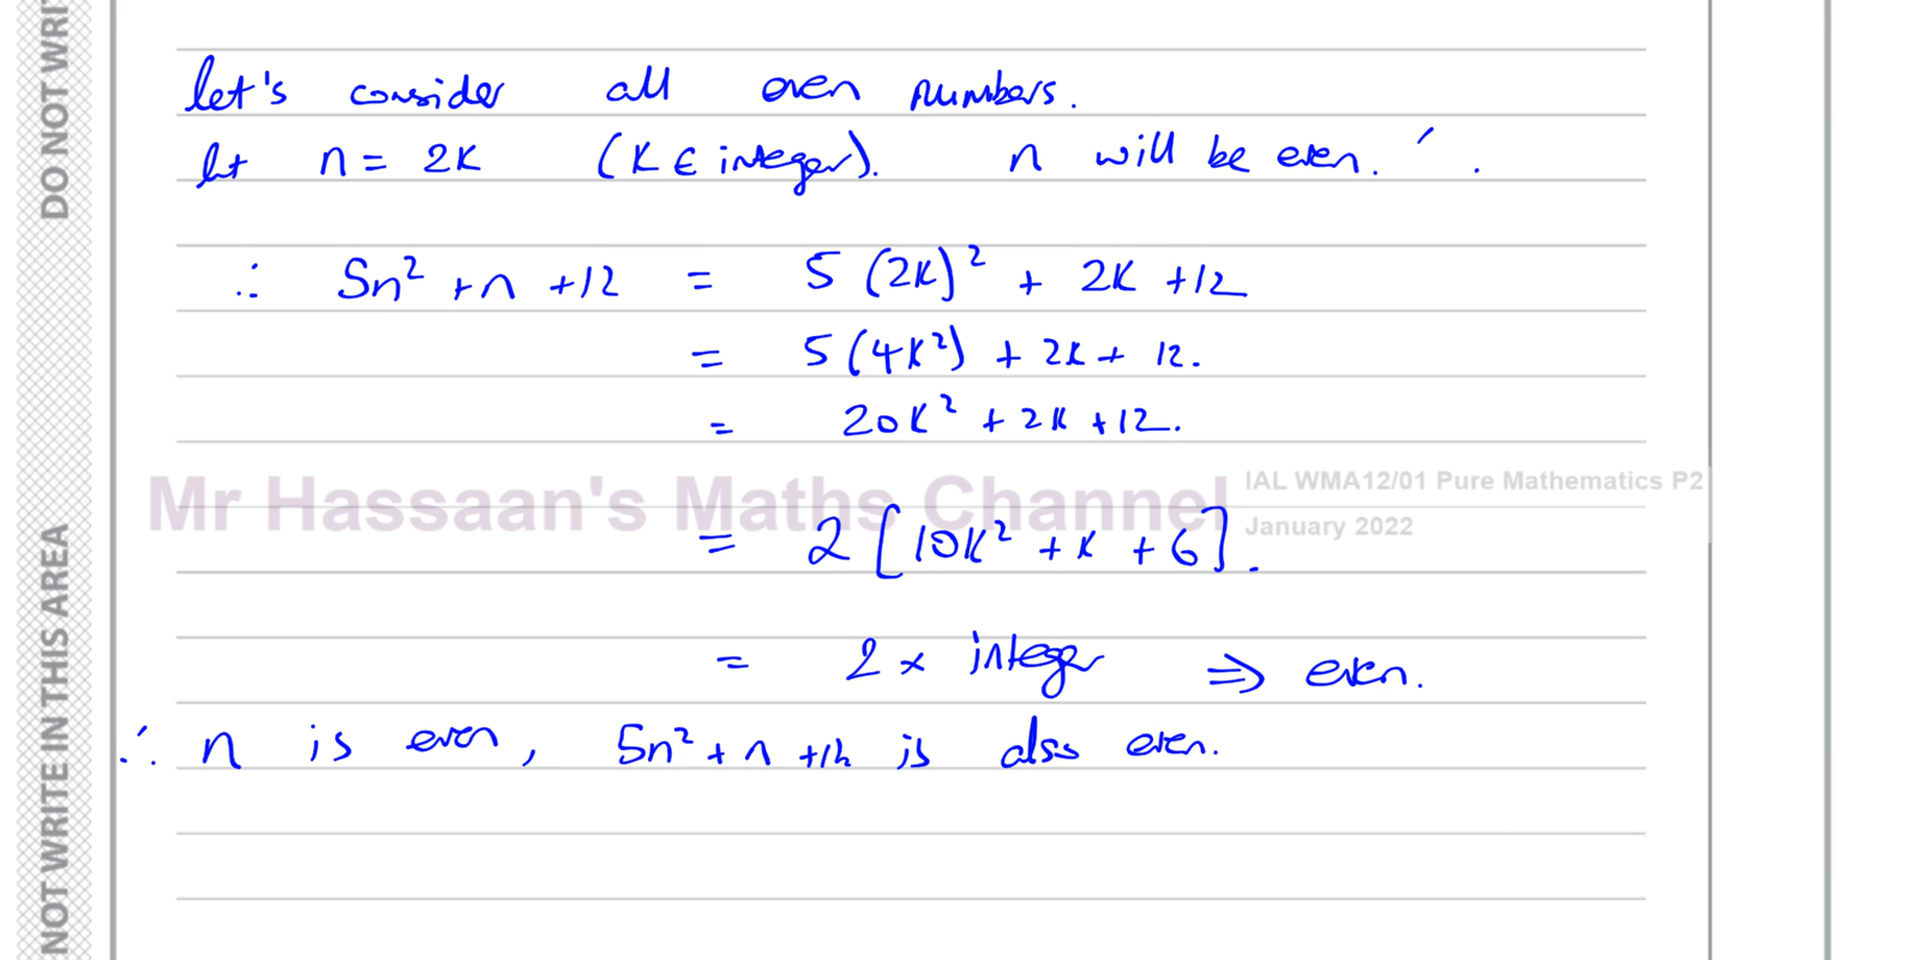 DO NOT WRI
NOT WRITE IN THIS AREA
let's consider all even numbers.
let n = 2K (K ∈ integer). n will be even.
∴ 5n² + n + 12 = 5 (2K)² + 2K + 12
= 5 (4K²) + 2K + 12.
= 20K² + 2K + 12.
Mr Hassaan's Maths Channel
IAL WMA12/01 Pure Mathematics P2
January 2022
= 2 [10K² + K + 6].
= 2 × integer ⇒ even.
∴ n is even, 5n² + n + 12 is also even.